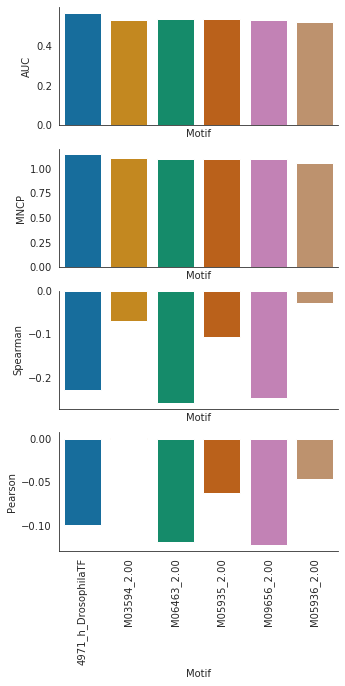 0.4
0.2
0.0
AUC
Motif
1.00
0.75
0.50
0.25
0.00
MNCP
Motif
0.0
−0.1
−0.2
Spearman
Motif
0.00
−0.05
−0.10
Pearson
4971_h_DrosophilaTF
M03594_2.00
M06463_2.00
M05935_2.00
M09656_2.00
M05936_2.00
Motif